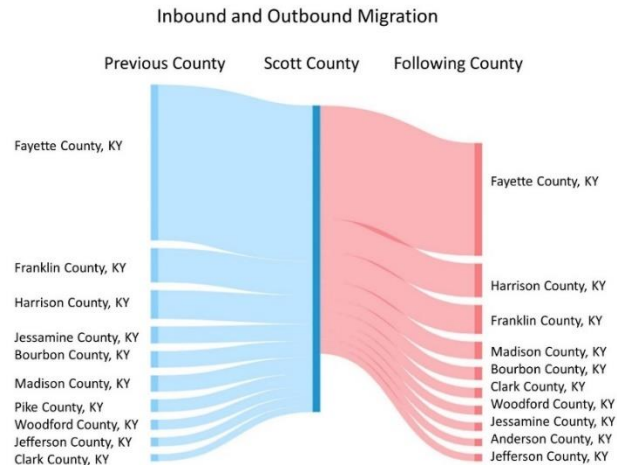 Inbound and Outbound Migration
Previous County
Scott County
Following County
Fayette County, KY
Franklin County, KY
Harrison County, KY
Jessamine County, KY
Bourbon County, KY
Madison County, KY
Pike County, KY
Woodford County, KY
Jefferson County, KY
Clark County, KY
Fayette County, KY
Harrison County, KY
Franklin County, KY
Madison County, KY
Bourbon County, KY
Clark County, KY
Woodford County, KY
Jessamine County, KY
Anderson County, KY
Jefferson County, KY